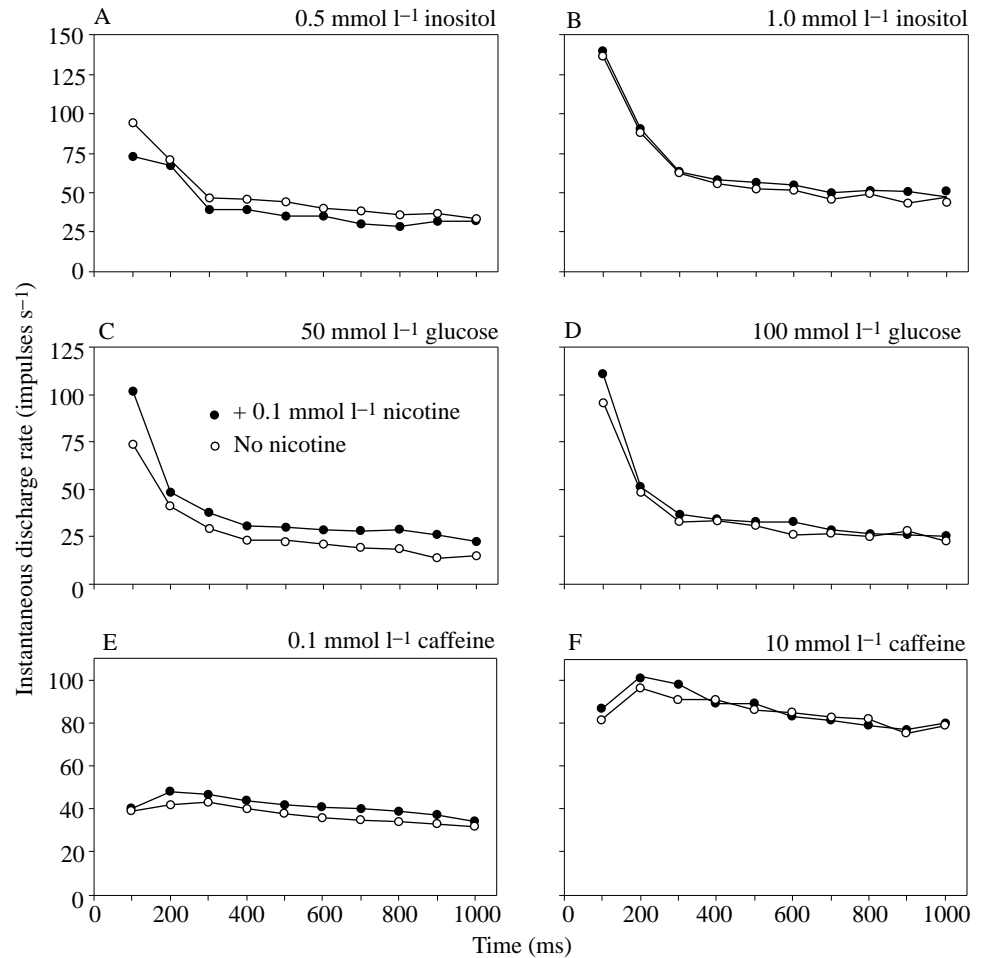 A 0.5 mmol l⁻¹ inositol
B 1.0 mmol l⁻¹ inositol
150
125
100
75
50
25
0
C 50 mmol l⁻¹ glucose
D 100 mmol l⁻¹ glucose
125
100
75
50
25
0
+ 0.1 mmol l⁻¹ nicotine
No nicotine
E 0.1 mmol l⁻¹ caffeine
F 10 mmol l⁻¹ caffeine
100
80
60
40
20
0
0 200 400 600 800 1000
0 200 400 600 800 1000
Time (ms)
Instantaneous discharge rate (impulses s⁻¹)